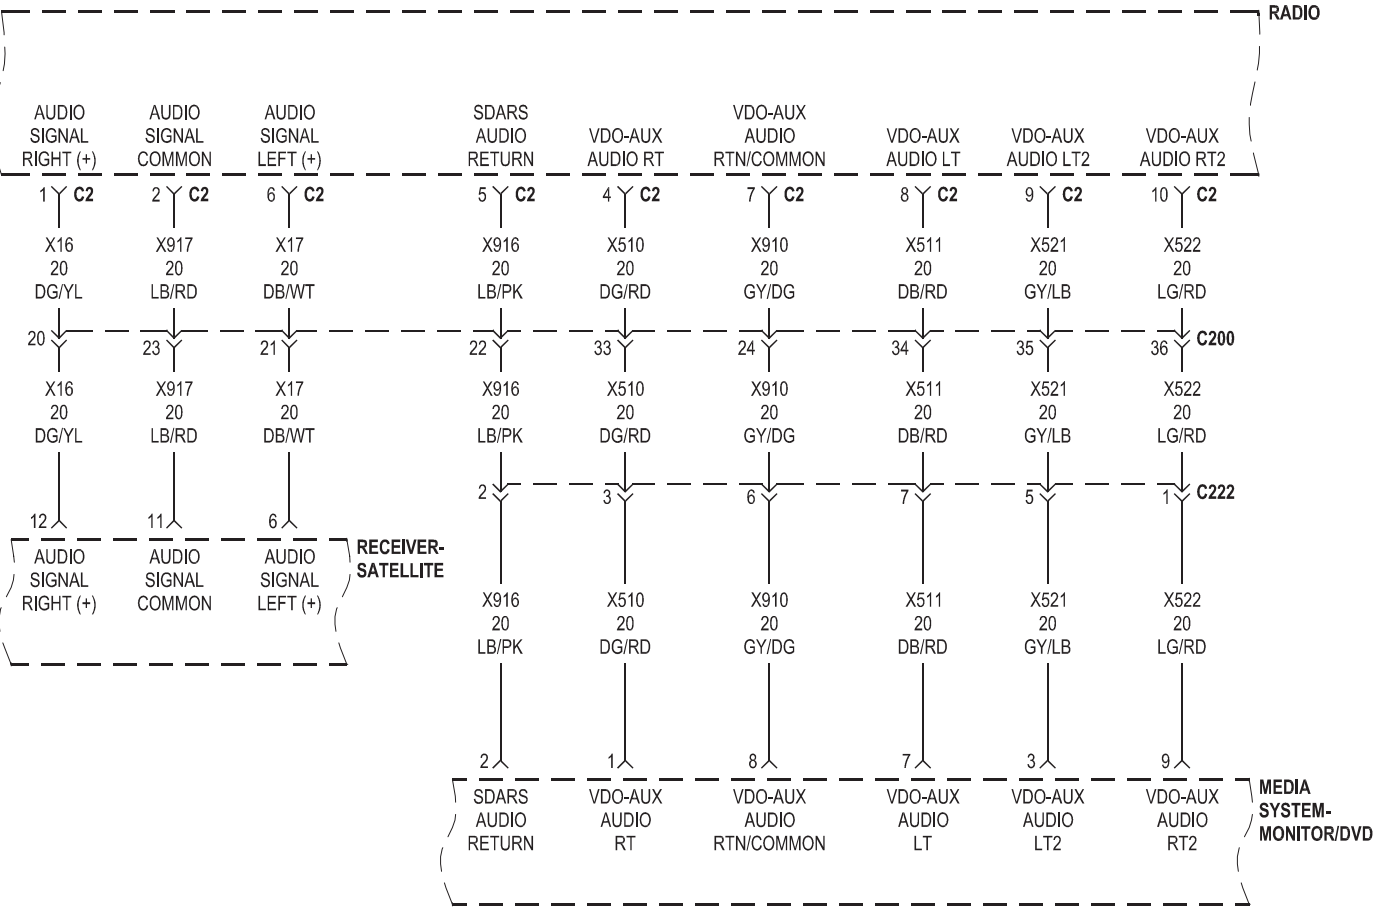 RADIO
AUDIO SIGNAL RIGHT (+)
AUDIO SIGNAL COMMON
AUDIO SIGNAL LEFT (+)
SDARS AUDIO RETURN
VDO-AUX AUDIO RT
VDO-AUX AUDIO RTN/COMMON
VDO-AUX AUDIO LT
VDO-AUX AUDIO LT2
VDO-AUX AUDIO RT2
1 C2 2 C2 6 C2 5 C2 4 C2 7 C2 8 C2 9 C2 10 C2
X16 X917 X17 X916 X510 X910 X511 X521 X522
20 20 20 20 20 20 20 20 20
DG/YL LB/RD DB/WT LB/PK DG/RD GY/DG DB/RD GY/LB LG/RD
20 23 21 22 33 24 34 35 36 C200
X16 X917 X17 X916 X510 X910 X511 X521 X522
20 20 20 20 20 20 20 20 20
DG/YL LB/RD DB/WT LB/PK DG/RD GY/DG DB/RD GY/LB LG/RD
2 3 6 7 5 1 C222
12 11 6
RECEIVER-
SATELLITE
AUDIO SIGNAL RIGHT (+)
AUDIO SIGNAL COMMON
AUDIO SIGNAL LEFT (+)
X916 X510 X910 X511 X521 X522
20 20 20 20 20 20
LB/PK DG/RD GY/DG DB/RD GY/LB LG/RD
2 1 8 7 3 9
MEDIA
SYSTEM-
MONITOR/DVD
SDARS AUDIO RETURN
VDO-AUX AUDIO RT
VDO-AUX AUDIO RTN/COMMON
VDO-AUX AUDIO LT
VDO-AUX AUDIO LT2
VDO-AUX AUDIO RT2